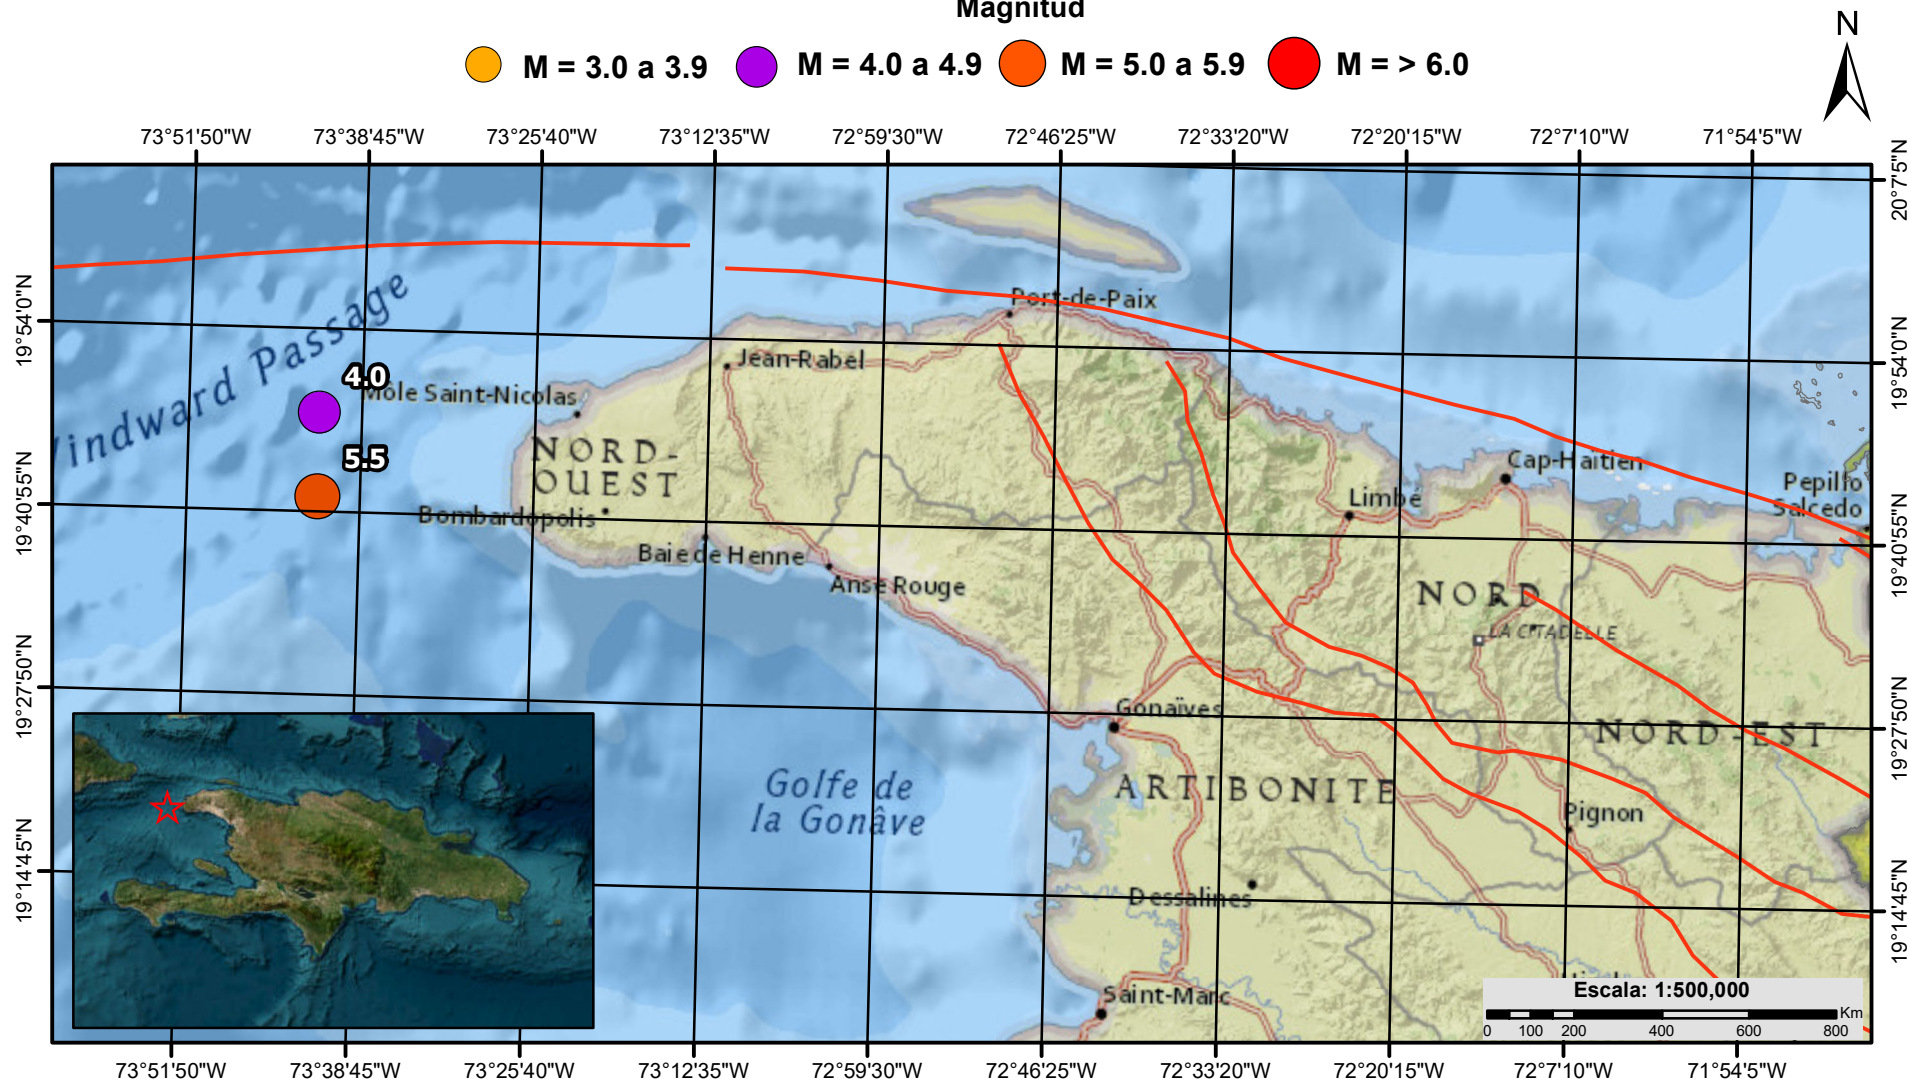 Magnitud
M = 3.0 a 3.9
M = 4.0 a 4.9
M = 5.0 a 5.9
M = > 6.0
N
73°51'50"W
73°38'45"W
73°25'40"W
73°12'35"W
72°59'30"W
72°46'25"W
72°33'20"W
72°20'15"W
72°7'10"W
71°54'5"W
20°7'5"N
19°54'0"N
19°54'0"N
Windward Passage
Port-de-Paix
Jean-Rabel
4.0
Môle Saint-Nicolas
5.5
NORD-
OUEST
Cap-Haïtien
Pepillo
Salcedo
Limbé
19°40'55"N
19°40'55"N
Bombardopolis
Baie de Henne
Anse Rouge
NORD
LA CITADELLE
19°27'50"N
19°27'50"N
Gonaïves
NORD-EST
Golfe de
la Gonâve
ARTIBONITE
Pignon
19°14'45"N
19°14'45"N
Dessalines
Saint-Marc
Escala: 1:500,000
Km
0 100 200 400 600 800
73°51'50"W
73°38'45"W
73°25'40"W
73°12'35"W
72°59'30"W
72°46'25"W
72°33'20"W
72°20'15"W
72°7'10"W
71°54'5"W